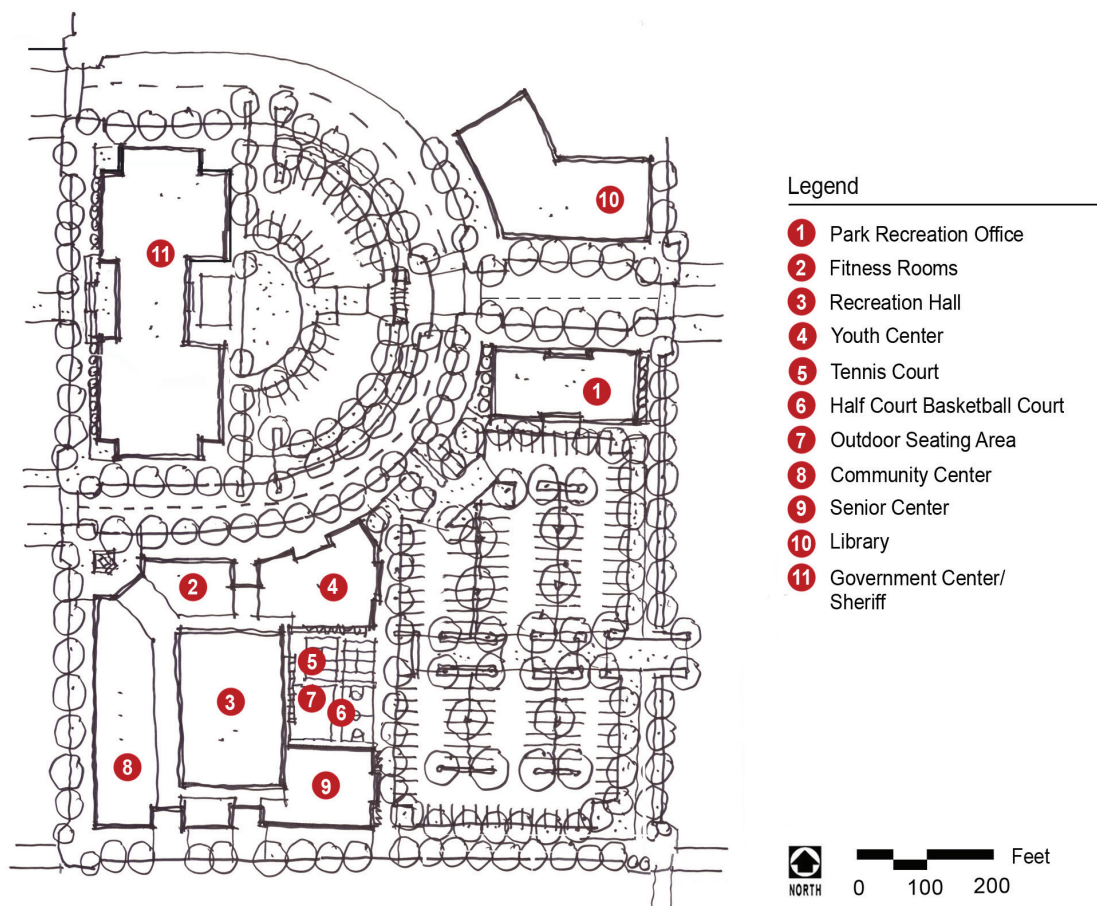 10
11
1
2
4
5
7
3
6
8
9
Legend
1 Park Recreation Office
2 Fitness Rooms
3 Recreation Hall
4 Youth Center
5 Tennis Court
6 Half Court Basketball Court
7 Outdoor Seating Area
8 Community Center
9 Senior Center
10 Library
11 Government Center/
Sheriff
NORTH
Feet
0 100 200